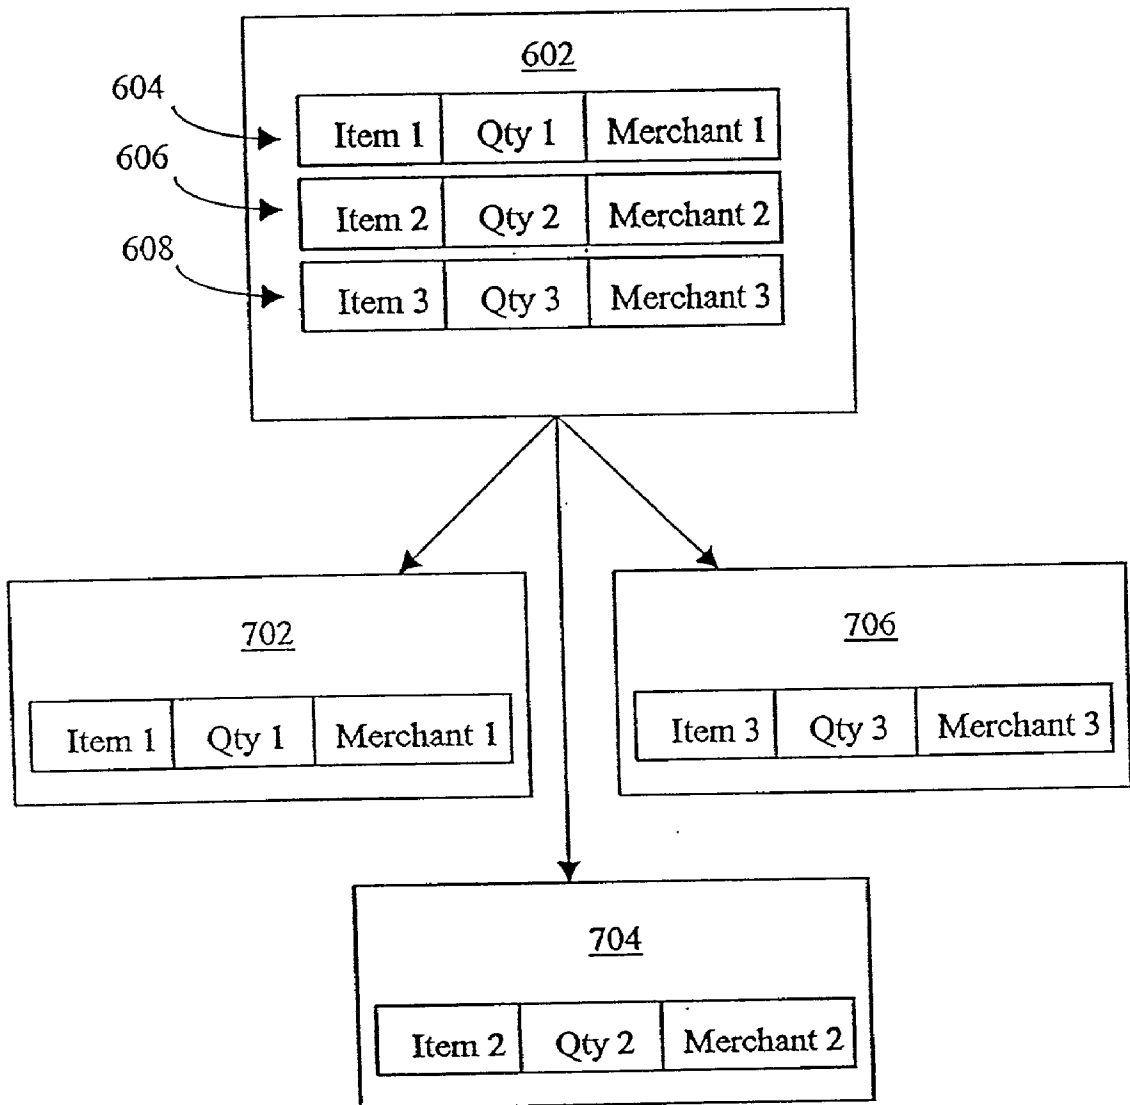 602
604
Item 1 Qty 1 Merchant 1
606
Item 2 Qty 2 Merchant 2
608
Item 3 Qty 3 Merchant 3
702
Item 1 Qty 1 Merchant 1
706
Item 3 Qty 3 Merchant 3
704
Item 2 Qty 2 Merchant 2